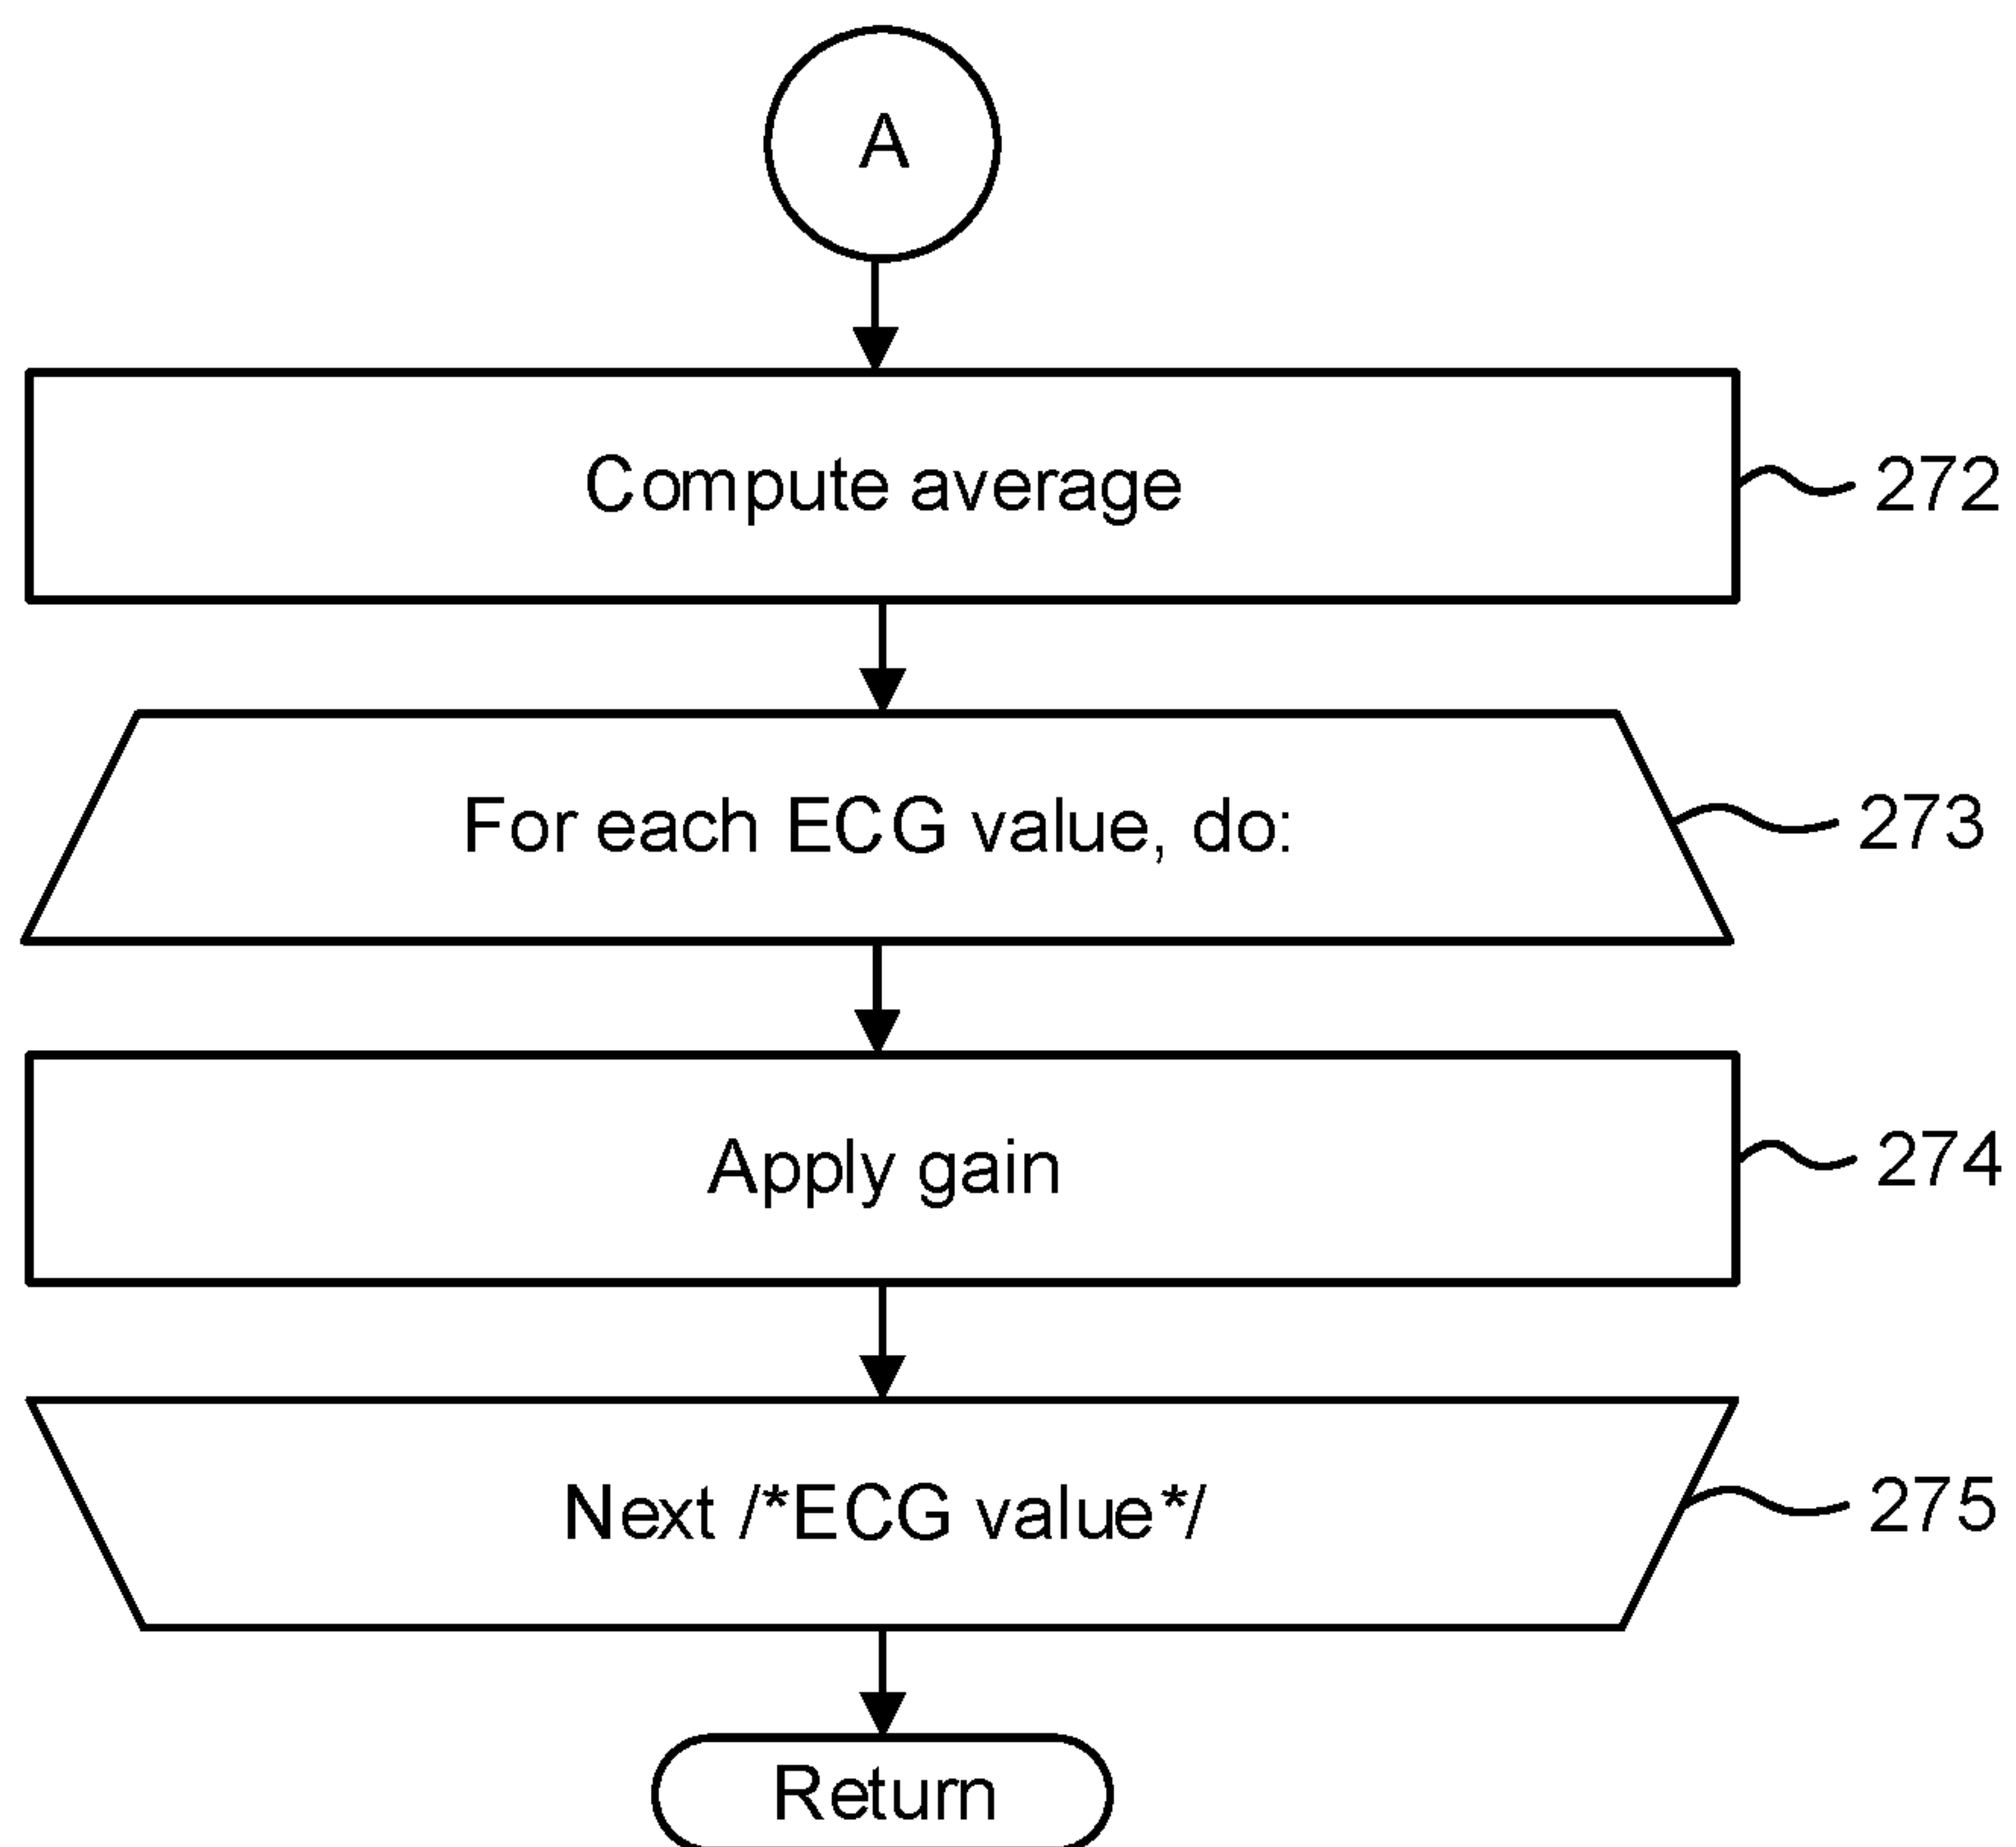 A
Compute average
272
For each ECG value, do:
273
Apply gain
274
Next /*ECG value*/
275
Return